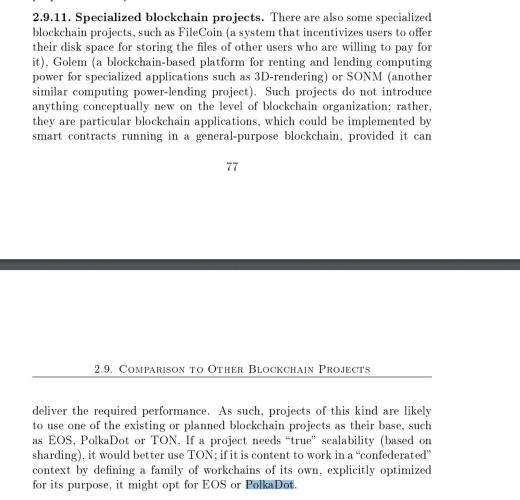 2.9.11. Specialized blockchain projects. There are also some specialized
blockchain projects, such as FileCoin (a system that incentivizes users to offer
their disk space for storing the files of other users who are willing to pay for
it), Golem (a blockchain-based platform for renting and lending computing
power for specialized applications such as 3D-rendering) or SONM (another
similar computing power-lending project). Such projects do not introduce
anything conceptually new on the level of blockchain organization; rather,
they are particular blockchain applications, which could be implemented by
smart contracts running in a general-purpose blockchain, provided it can
77
2.9. Comparison to Other Blockchain Projects
deliver the required performance. As such, projects of this kind are likely
to use one of the existing or planned blockchain projects as their base, such
as EOS, PolkaDot or TON. If a project needs “true” scalability (based on
sharding), it would better use TON; if it is content to work in a “confederated”
context by defining a family of workchains of its own, explicitly optimized
for its purpose, it might opt for EOS or PolkaDot.